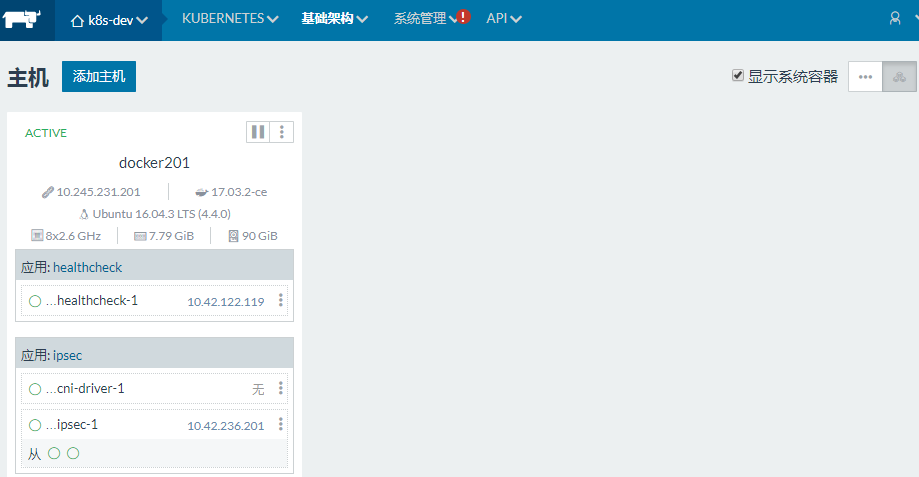 k8s-dev KUBERNETES 基础架构 系统管理 ! API
主机 添加主机 显示系统容器
ACTIVE
docker201
10.245.231.201 17.03.2-ce
Ubuntu 16.04.3 LTS (4.4.0)
8x2.6 GHz 7.79 GiB 90 GiB
应用: healthcheck
...healthcheck-1 10.42.122.119
应用: ipsec
...cni-driver-1 无
...ipsec-1 10.42.236.201
从